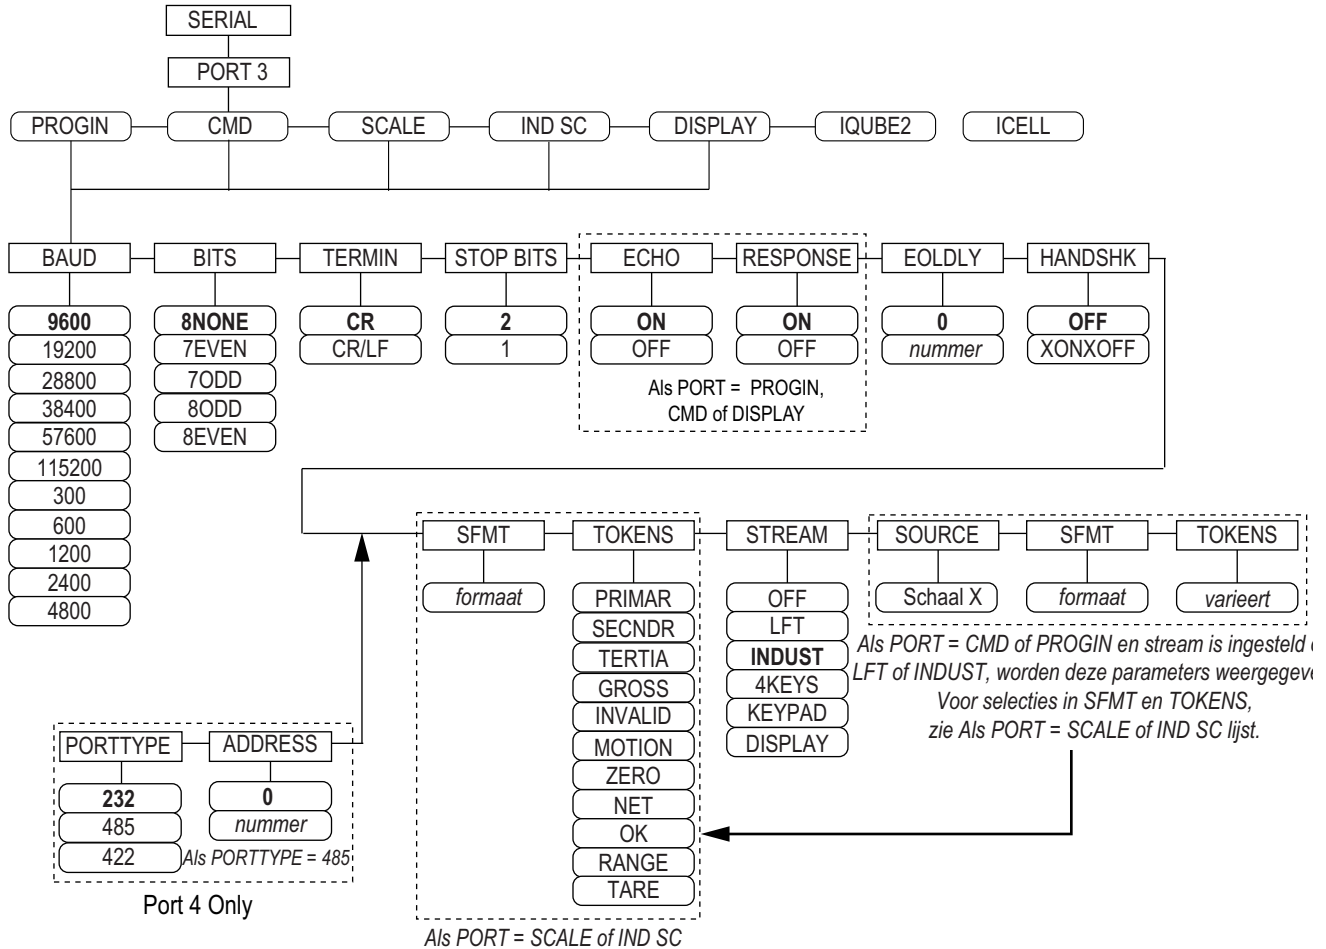 SERIAL
PORT 3
PROGIN CMD SCALE IND SC DISPLAY IQUBE2 ICELL
BAUD BITS TERMIN STOP BITS ECHO RESPONSE EOLDLY HANDSHK
9600 8NONE CR 2 ON ON 0 OFF
19200 7EVEN CR/LF 1 OFF OFF nummer XONXOFF
28800 7ODD
38400 8ODD
57600 8EVEN
115200
300
600
1200
2400
4800
Als PORT = PROGIN,
CMD of DISPLAY
SFMT TOKENS STREAM SOURCE SFMT TOKENS
formaat PRIMAR OFF Schaal X formaat varieert
SECNDR LFT
TERTIA INDUST
GROSS 4KEYS
INVALID KEYPAD
MOTION DISPLAY
ZERO
NET
OK
RANGE
TARE
Als PORT = CMD of PROGIN en stream is ingesteld
LFT of INDUST, worden deze parameters weergegeve
Voor selecties in SFMT en TOKENS,
zie Als PORT = SCALE of IND SC lijst.
PORTTYPE ADDRESS
232 0
485 nummer
422 Als PORTTYPE = 485
Port 4 Only
Als PORT = SCALE of IND SC